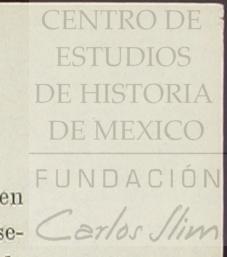 CENTRO DE
ESTUDIOS
DE HISTORIA
DE MEXICO
FUNDACIÓN
en
Carlos Slim
se-